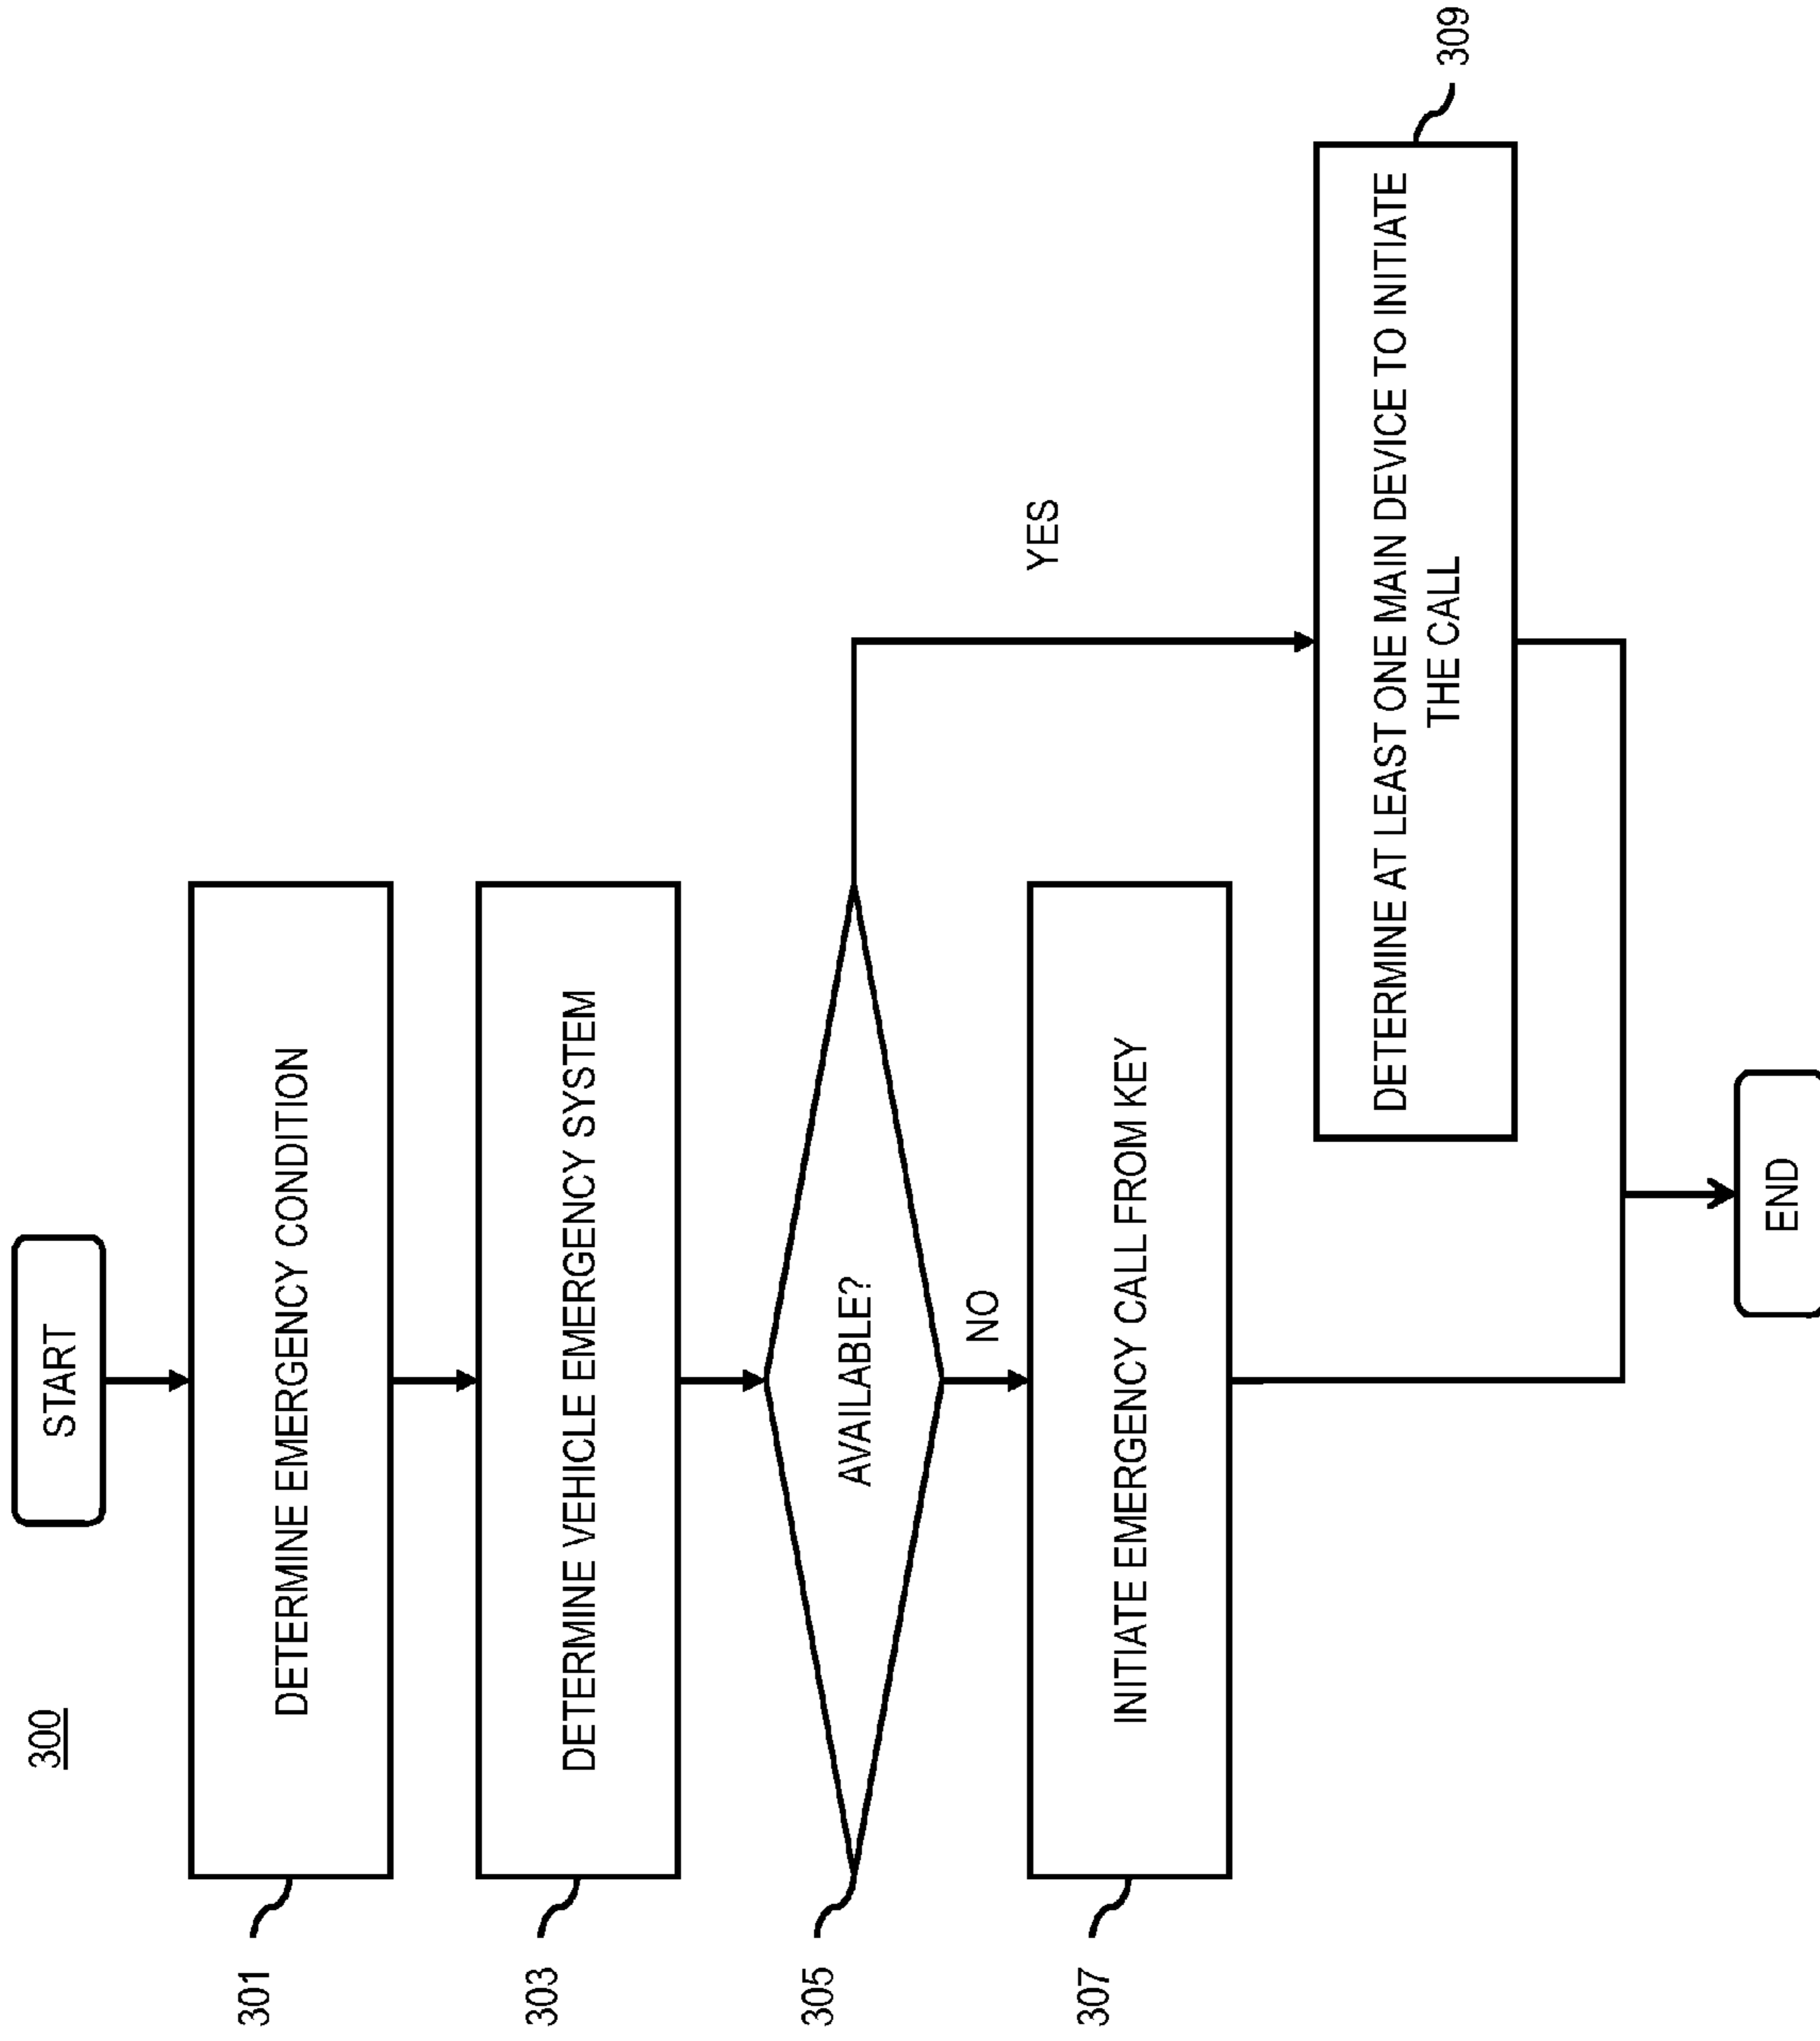 300
START
301
DETERMINE EMERGENCY CONDITION
303
DETERMINE VEHICLE EMERGENCY SYSTEM
305
AVAILABLE?
YES
NO
307
INITIATE EMERGENCY CALL FROM KEY
309
DETERMINE AT LEAST ONE MAIN DEVICE TO INITIATE
THE CALL
END